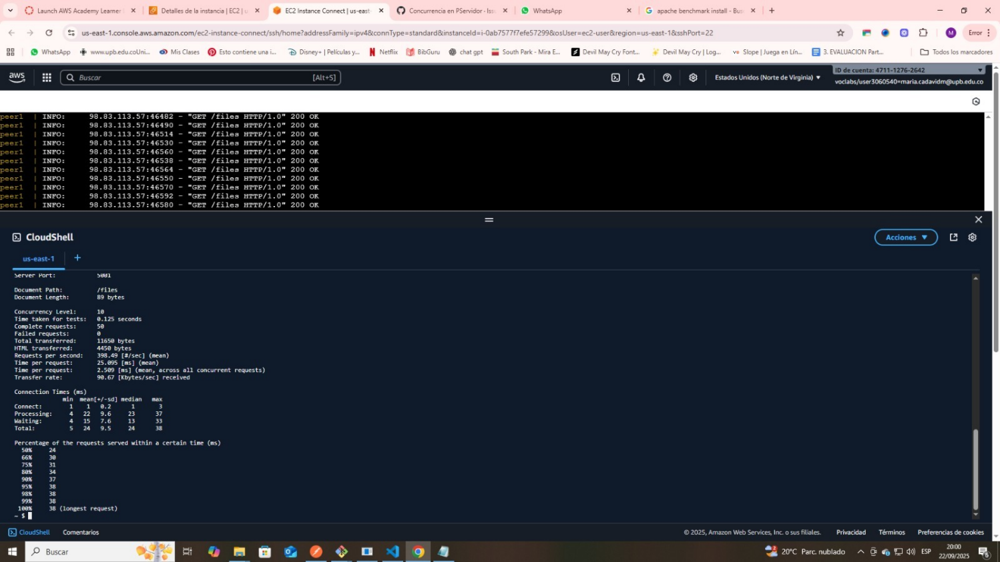 Launch AWS Academy Learner
Detalles de la instancia | EC2 | u
EC2 Instance Connect | us-east-
Concurrencia en PServidor · Iss
WhatsApp
apache benchmark install - Bus
us-east-1.console.aws.amazon.com/ec2-instance-connect/ssh/home?addressFamily=ipv4&connType=standard&instanceId=i-0ab7577f7efe57299&osUser=ec2-user&region=us-east-1&sshPort=22
M
Error
WhatsApp
www.upb.edu.coUni...
Mis Clases
Esto contiene una i...
Disney+ | Películas y...
Netflix
BibGuru
chat gpt
South Park - Mira E...
Devil May Cry Font...
Devil May Cry | Log...
Slope | Juega en Lín...
3. EVALUACION Part...
Todos los marcadores
aws
Buscar
[Alt+S]
Estados Unidos (Norte de Virginia)
ID de cuenta: 4711-1276-2642
voclabs/user3060540=maria.cadavidm@upb.edu.co
peer1 | INFO: 98.83.113.57:46482 - "GET /files HTTP/1.0" 200 OK
peer1 | INFO: 98.83.113.57:46490 - "GET /files HTTP/1.0" 200 OK
peer1 | INFO: 98.83.113.57:46514 - "GET /files HTTP/1.0" 200 OK
peer1 | INFO: 98.83.113.57:46530 - "GET /files HTTP/1.0" 200 OK
peer1 | INFO: 98.83.113.57:46560 - "GET /files HTTP/1.0" 200 OK
peer1 | INFO: 98.83.113.57:46538 - "GET /files HTTP/1.0" 200 OK
peer1 | INFO: 98.83.113.57:46564 - "GET /files HTTP/1.0" 200 OK
peer1 | INFO: 98.83.113.57:46550 - "GET /files HTTP/1.0" 200 OK
peer1 | INFO: 98.83.113.57:46570 - "GET /files HTTP/1.0" 200 OK
peer1 | INFO: 98.83.113.57:46592 - "GET /files HTTP/1.0" 200 OK
peer1 | INFO: 98.83.113.57:46580 - "GET /files HTTP/1.0" 200 OK
CloudShell
Acciones
us-east-1
Server Port: 5001
Document Path: /files
Document Length: 89 bytes
Concurrency Level: 10
Time taken for tests: 0.125 seconds
Complete requests: 50
Failed requests: 0
Total transferred: 11650 bytes
HTML transferred: 4450 bytes
Requests per second: 398.49 [#/sec] (mean)
Time per request: 25.095 [ms] (mean)
Time per request: 2.509 [ms] (mean, across all concurrent requests)
Transfer rate: 90.67 [Kbytes/sec] received
Connection Times (ms)
min mean[+/-sd] median max
Connect: 1 1 0.2 1 3
Processing: 4 22 9.6 23 37
Waiting: 4 15 7.6 13 33
Total: 5 24 9.5 24 38
Percentage of the requests served within a certain time (ms)
50% 24
66% 30
75% 31
80% 34
90% 37
95% 38
98% 38
99% 38
100% 38 (longest request)
~ $
CloudShell
Comentarios
© 2025, Amazon Web Services, Inc. o sus filiales.
Privacidad
Términos
Preferencias de cookies
Buscar
20°C Parc. nublado
ESP
20:00
22/09/2025
6